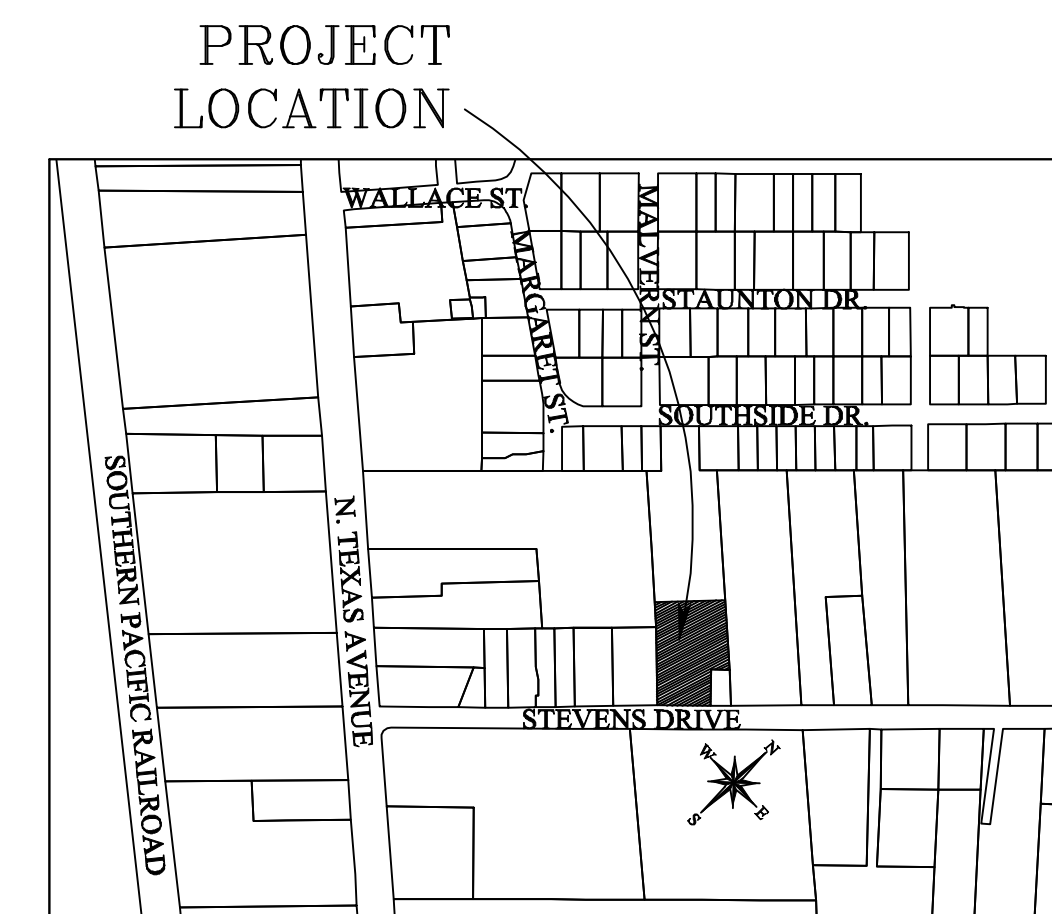 PROJECT
LOCATION
WALLACE ST.
MALVERN ST.
MARGARET ST.
STAUNTON DR.
SOUTHSIDE DR.
SOUTHERN PACIFIC RAILROAD
N. TEXAS AVENUE
STEVENS DRIVE
W N
S E